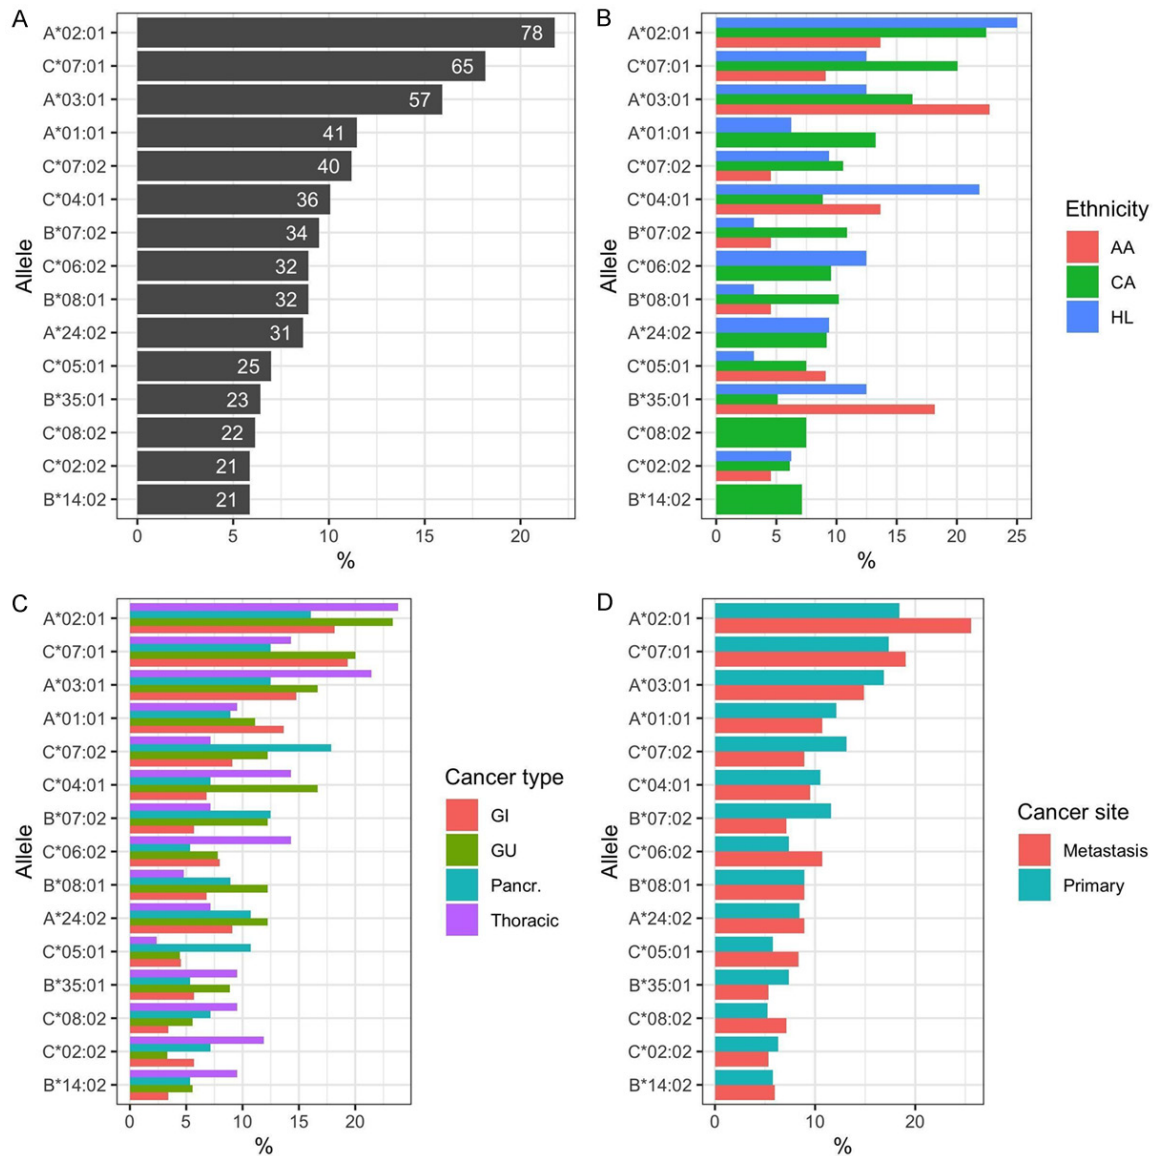 A
A*02:01
78
C*07:01
65
A*03:01
57
A*01:01
41
C*07:02
40
C*04:01
36
B*07:02
34
C*06:02
32
B*08:01
32
A*24:02
31
C*05:01
25
B*35:01
23
C*08:02
22
C*02:02
21
B*14:02
21
Allele
0 5 10 15 20
%
B
A*02:01
C*07:01
A*03:01
A*01:01
C*07:02
C*04:01
B*07:02
C*06:02
B*08:01
A*24:02
C*05:01
B*35:01
C*08:02
C*02:02
B*14:02
Allele
0 5 10 15 20 25
%
Ethnicity
AA
CA
HL
C
A*02:01
C*07:01
A*03:01
A*01:01
C*07:02
C*04:01
B*07:02
C*06:02
B*08:01
A*24:02
C*05:01
B*35:01
C*08:02
C*02:02
B*14:02
Allele
0 5 10 15 20
%
Cancer type
GI
GU
Pancr.
Thoracic
D
A*02:01
C*07:01
A*03:01
A*01:01
C*07:02
C*04:01
B*07:02
C*06:02
B*08:01
A*24:02
C*05:01
B*35:01
C*08:02
C*02:02
B*14:02
Allele
0 10 20
%
Cancer site
Metastasis
Primary